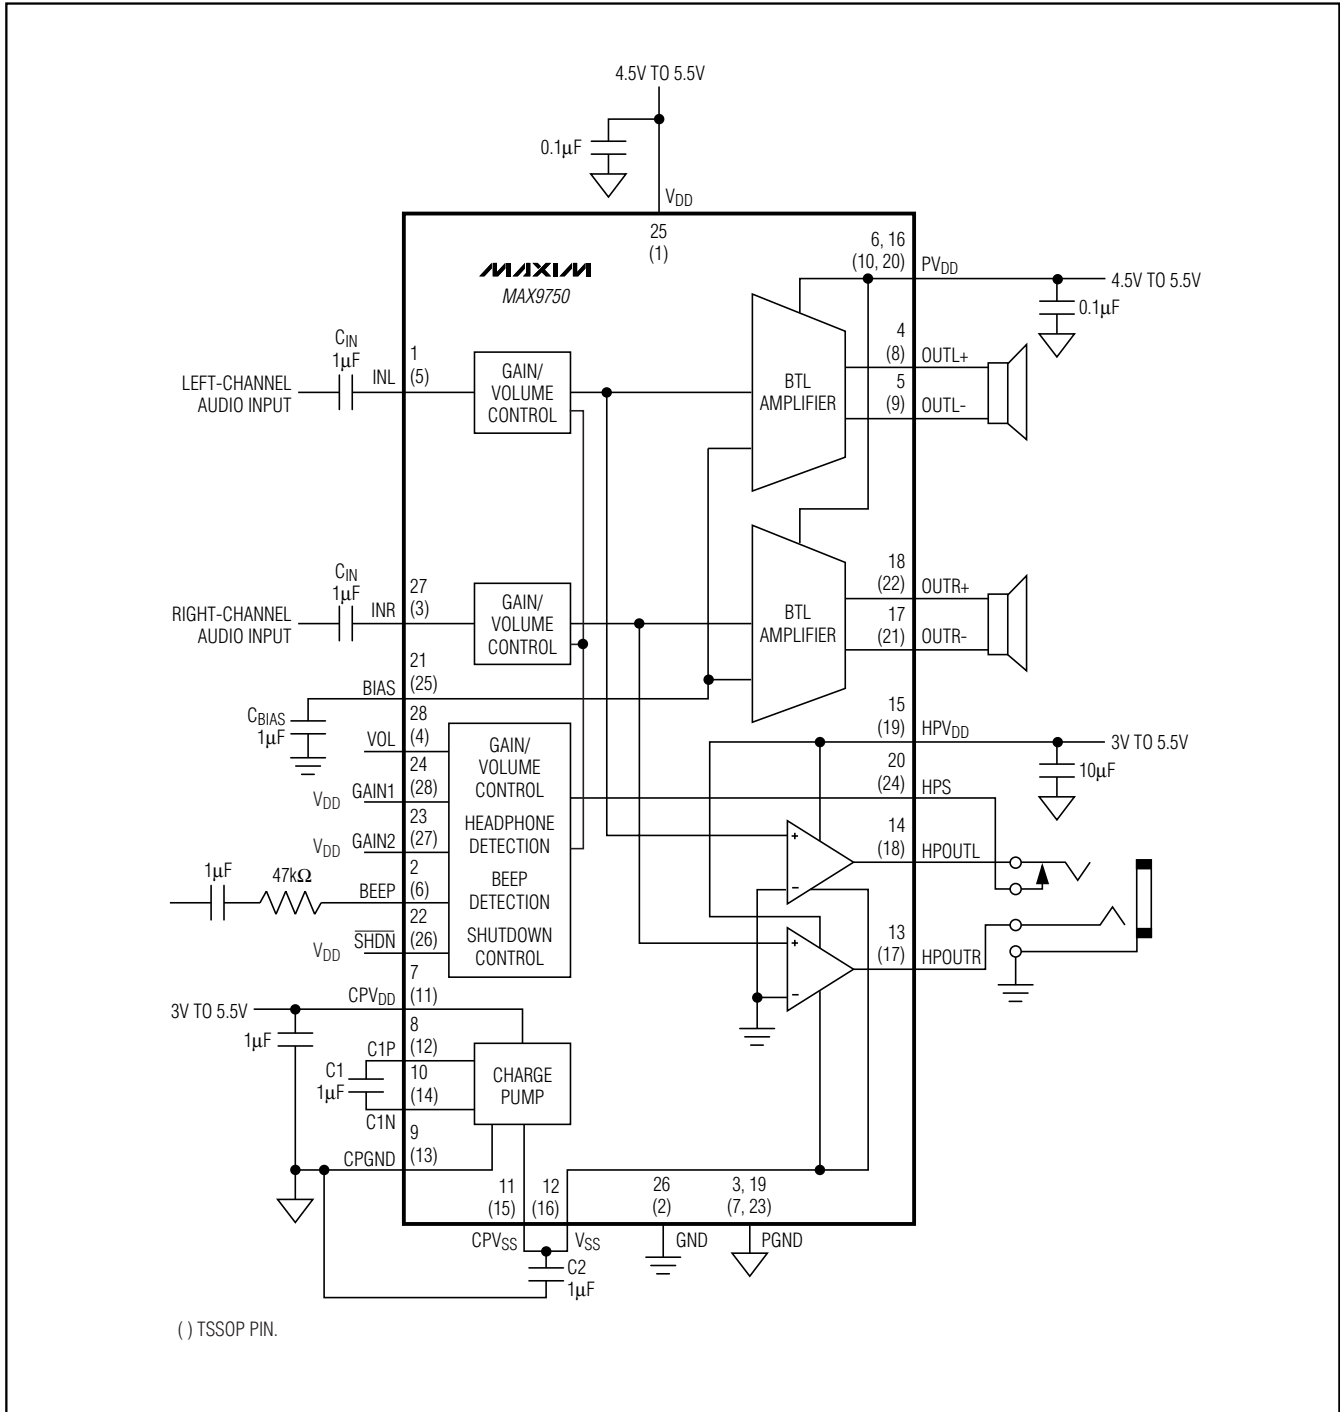 4.5V TO 5.5V
0.1µF
VDD
25
(1)
MAXIM
MAX9750
6, 16
(10, 20)
PVDD
4.5V TO 5.5V
0.1µF
CIN
1µF
LEFT-CHANNEL
AUDIO INPUT
INL
1
(5)
GAIN/
VOLUME
CONTROL
BTL
AMPLIFIER
4
(8)
OUTL+
5
(9)
OUTL-
CIN
1µF
RIGHT-CHANNEL
AUDIO INPUT
INR
27
(3)
GAIN/
VOLUME
CONTROL
BTL
AMPLIFIER
18
(22)
OUTR+
17
(21)
OUTR-
BIAS
21
(25)
CBIAS
1µF
VOL
28
(4)
VDD GAIN1
24
(28)
VDD GAIN2
23
(27)
1µF
47kΩ
BEEP
2
(6)
VDD SHDN
22
(26)
GAIN/
VOLUME
CONTROL
HEADPHONE
DETECTION
BEEP
DETECTION
SHUTDOWN
CONTROL
15
(19)
HPVDD
3V TO 5.5V
10µF
20
(24)
HPS
+
−
14
(18)
HPOUTL
+
−
13
(17)
HPOUTR
3V TO 5.5V
CPVDD
7
(11)
1µF
C1P
8
(12)
C1
1µF
10
(14)
C1N
CHARGE
PUMP
CPGND
9
(13)
11
(15)
CPVSS
12
(16)
VSS
C2
1µF
26
(2)
GND
3, 19
(7, 23)
PGND
( ) TSSOP PIN.